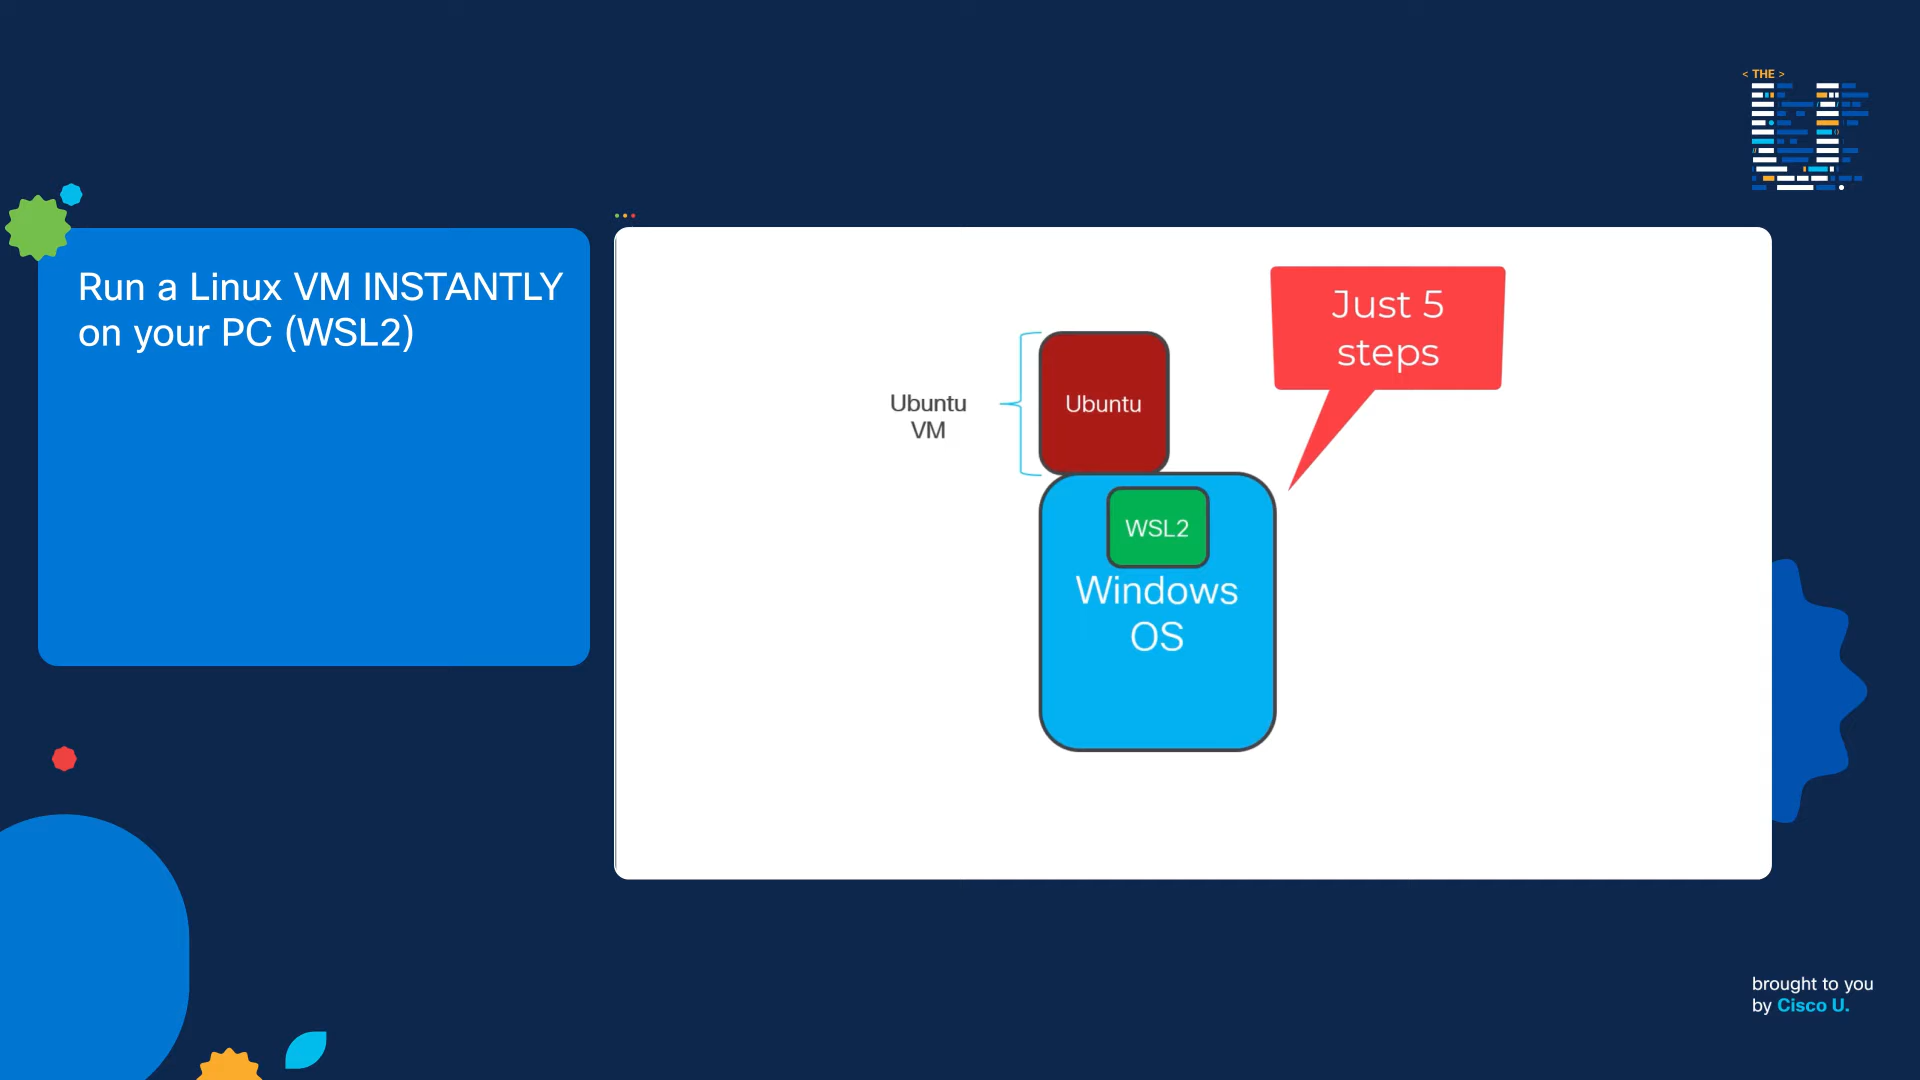 < THE >
Run a Linux VM INSTANTLY
on your PC (WSL2)
Just 5
steps
Ubuntu
VM
Ubuntu
WSL2
Windows
OS
brought to you
by Cisco U.